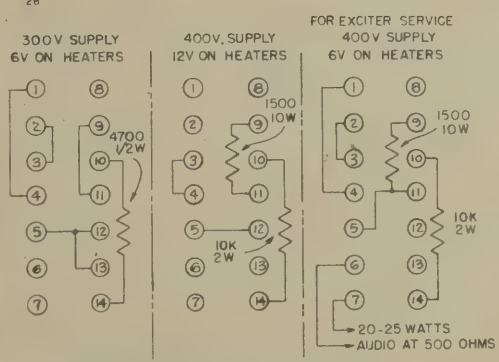 28
300V SUPPLY
6V ON HEATERS
1 8
2 9
3 10
4 11
5 12
6 13
7 14
4700
1/2W
400V. SUPPLY
12V ON HEATERS
1 8
2 9
3 10
4 11
5 12
6 13
7 14
1500
10W
10K
2W
FOR EXCITER SERVICE
400V SUPPLY
6V ON HEATERS
1 8
2 9
3 10
4 11
5 12
6 13
7 14
1500
10W
10K
2W
20-25 WATTS
AUDIO AT 500 OHMS